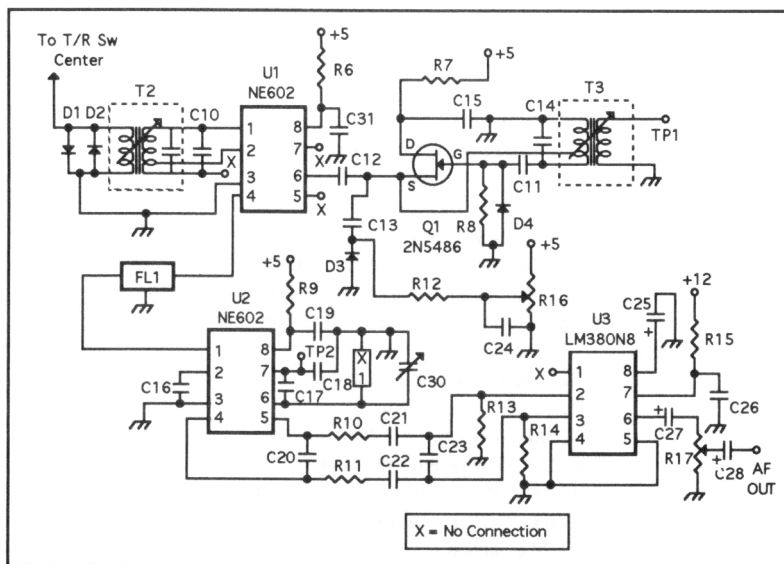 To T/R Sw
Center
D1 D2
T2
C10
X
U1
NE602
1
2
3
4
8
7
6
5
+5
R6
C31
X
X
C12
C13
D3
R7
+5
C15
D
G
S
Q1
2N5486
R8
C11
D4
C14
T3
TP1
FL1
U2
NE602
1
2
3
4
8
7
6
5
+5
R9
C19
TP2
C18
C17
X
1
C30
C16
R12
+5
R16
C24
R10
C21
C20
R11
C22
C23
R13
R14
U3
LM380N8
X
1
2
3
4
8
7
6
5
C25
+
+12
R15
C26
+
C27
R17
+
C28
AF
OUT
X = No Connection